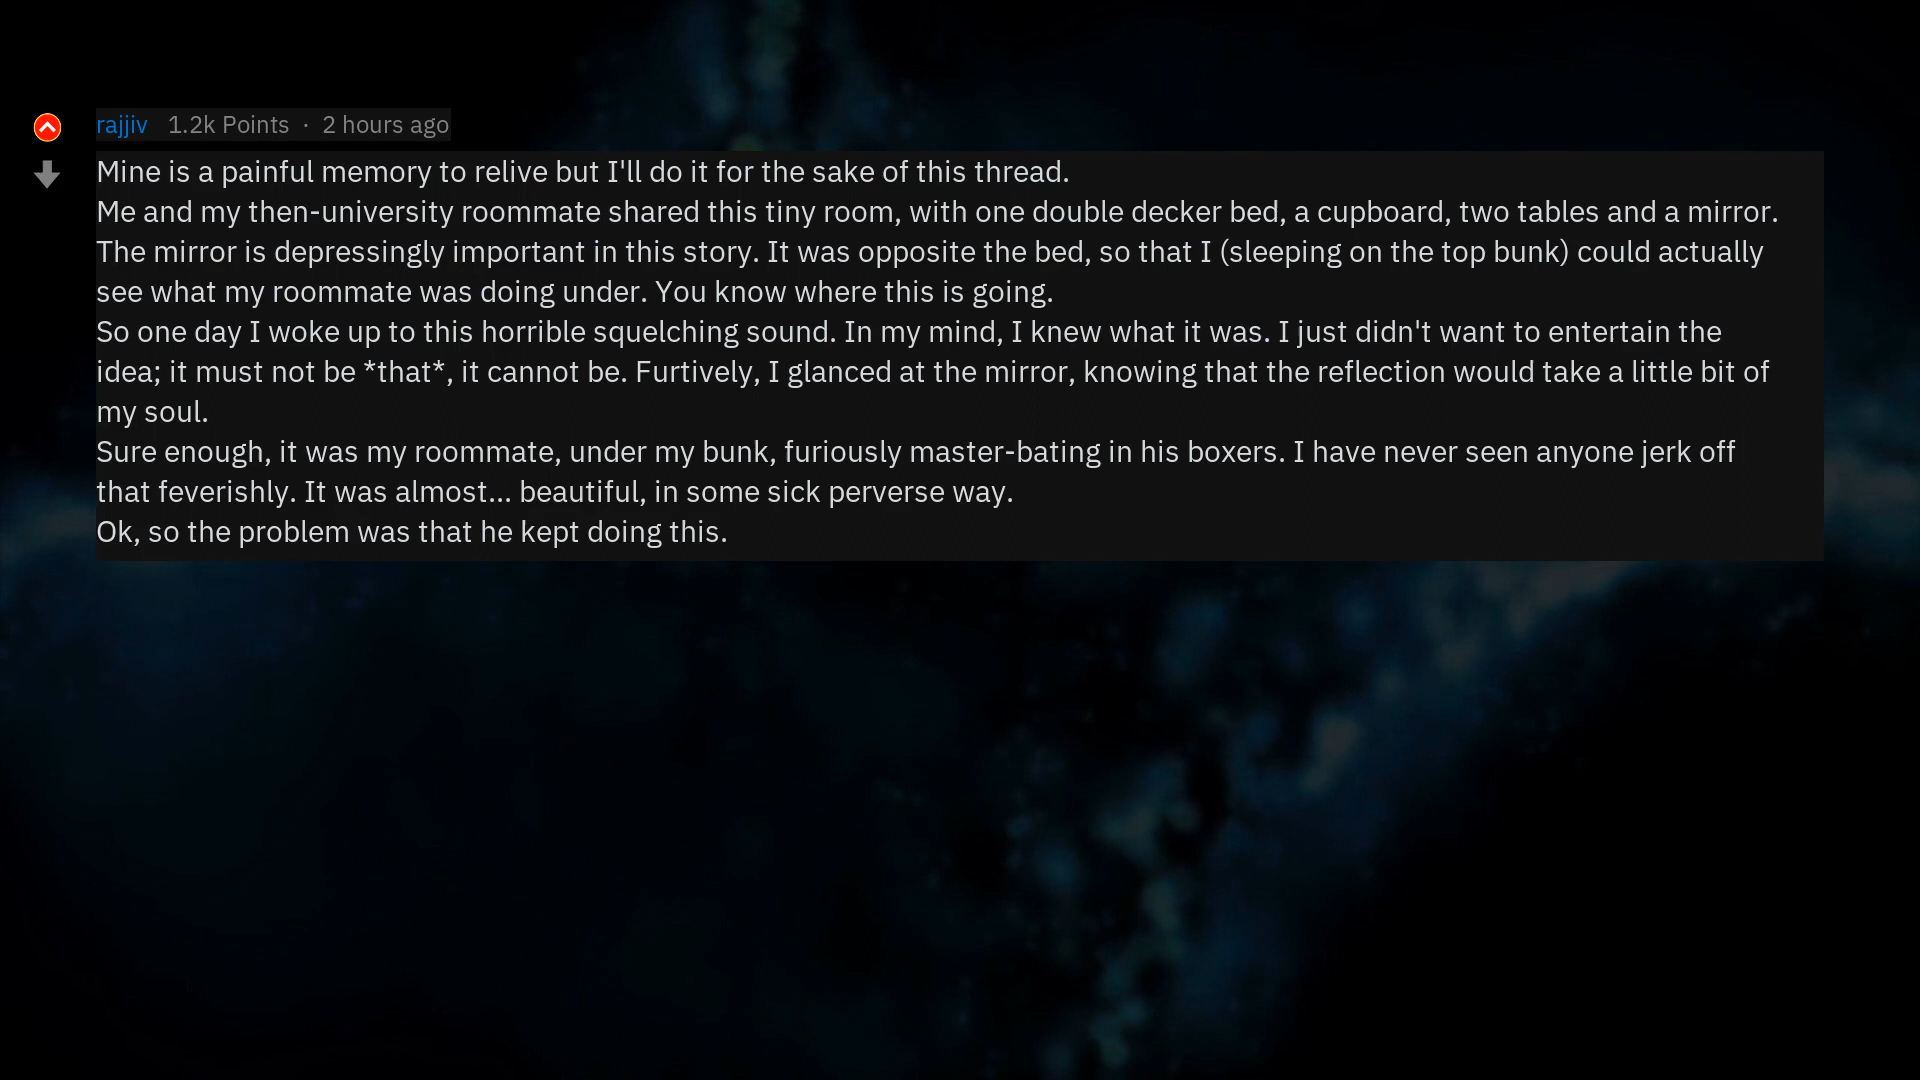 rajjiv 1.2k Points · 2 hours ago
Mine is a painful memory to relive but I'll do it for the sake of this thread.
Me and my then-university roommate shared this tiny room, with one double decker bed, a cupboard, two tables and a mirror.
The mirror is depressingly important in this story. It was opposite the bed, so that I (sleeping on the top bunk) could actually
see what my roommate was doing under. You know where this is going.
So one day I woke up to this horrible squelching sound. In my mind, I knew what it was. I just didn't want to entertain the
idea; it must not be *that*, it cannot be. Furtively, I glanced at the mirror, knowing that the reflection would take a little bit of
my soul.
Sure enough, it was my roommate, under my bunk, furiously master-bating in his boxers. I have never seen anyone jerk off
that feverishly. It was almost... beautiful, in some sick perverse way.
Ok, so the problem was that he kept doing this.